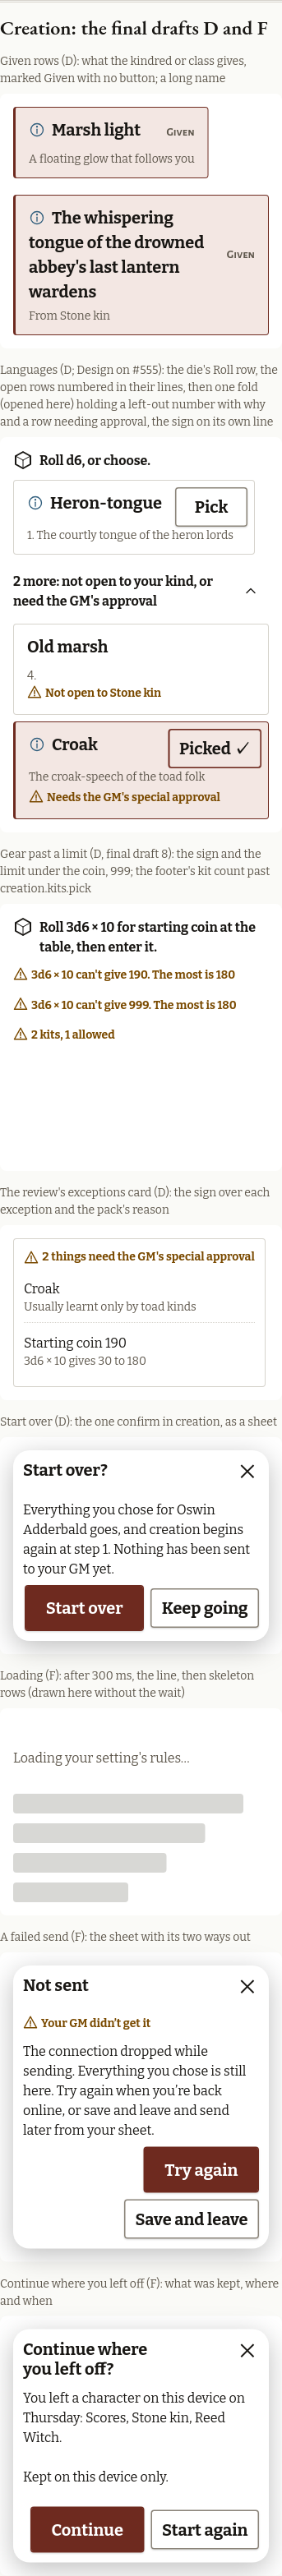 Creation: the final drafts D and F
Given rows (D): what the kindred or class gives,
marked Given with no button; a long name
Marsh light
GIVEN
A floating glow that follows you
The whispering
tongue of the drowned
abbey's last lantern
wardens
GIVEN
From Stone kin
Languages (D; Design on #555): the die's Roll row, the
open rows numbered in their lines, then one fold
(opened here) holding a left-out number with why
and a row needing approval, the sign on its own line
Roll d6, or choose.
Heron-tongue
Pick
1. The courtly tongue of the heron lords
2 more: not open to your kind, or
need the GM's approval
Old marsh
4.
Not open to Stone kin
Croak
Picked ✓
The croak-speech of the toad folk
Needs the GM's special approval
Gear past a limit (D, final draft 8): the sign and the
limit under the coin, 999; the footer's kit count past
creation.kits.pick
Roll 3d6 × 10 for starting coin at the
table, then enter it.
3d6 × 10 can't give 190. The most is 180
3d6 × 10 can't give 999. The most is 180
2 kits, 1 allowed
The review's exceptions card (D): the sign over each
exception and the pack's reason
2 things need the GM's special approval
Croak
Usually learnt only by toad kinds
Starting coin 190
3d6 × 10 gives 30 to 180
Start over (D): the one confirm in creation, as a sheet
Start over?
Everything you chose for Oswin
Adderbald goes, and creation begins
again at step 1. Nothing has been sent
to your GM yet.
Start over
Keep going
Loading (F): after 300 ms, the line, then skeleton
rows (drawn here without the wait)
Loading your setting's rules…
A failed send (F): the sheet with its two ways out
Not sent
Your GM didn't get it
The connection dropped while
sending. Everything you chose is still
here. Try again when you're back
online, or save and leave and send
later from your sheet.
Try again
Save and leave
Continue where you left off (F): what was kept, where
and when
Continue where
you left off?
You left a character on this device on
Thursday: Scores, Stone kin, Reed
Witch.
Kept on this device only.
Continue
Start again